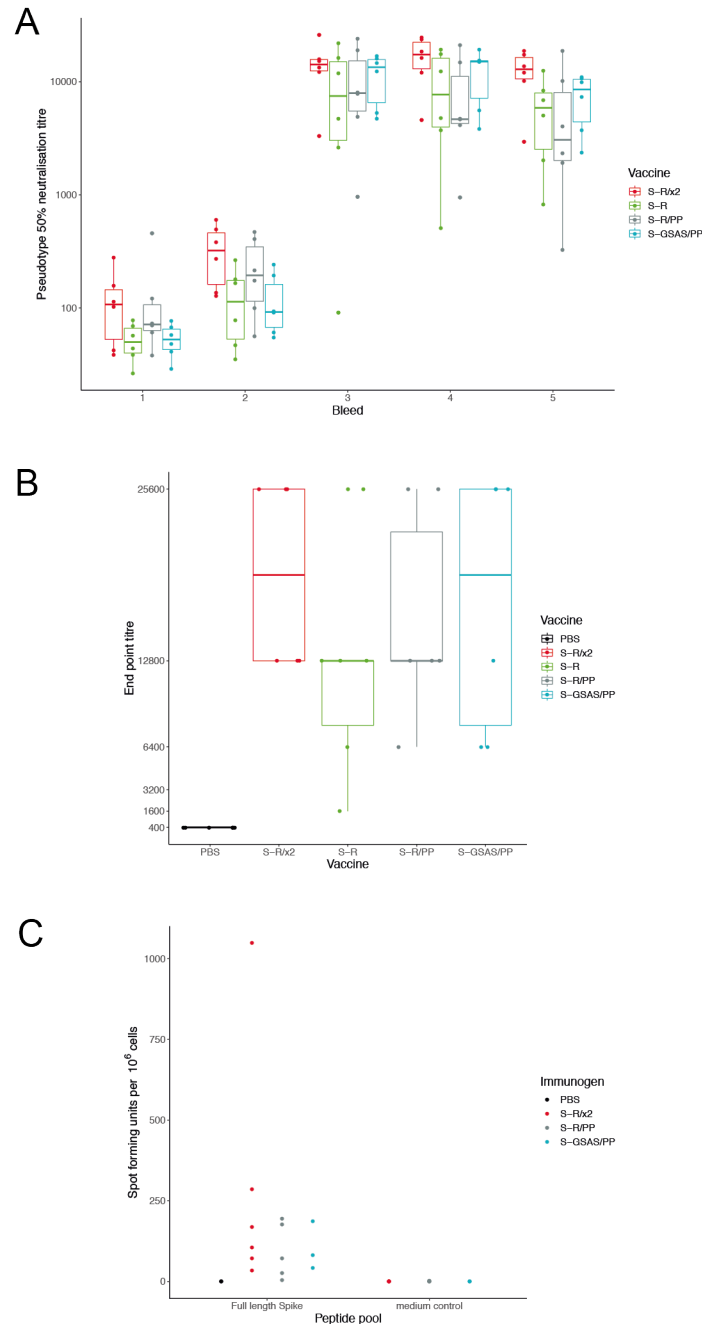 A
Pseudotype 50% neutralisation titre
10000
1000
100
1 2 3 4 5
Bleed
Vaccine
S−R/x2
S−R
S−R/PP
S−GSAS/PP
B
End point titre
25600
12800
6400
3200
1600
400
PBS S−R/x2 S−R S−R/PP S−GSAS/PP
Vaccine
Vaccine
PBS
S−R/x2
S−R
S−R/PP
S−GSAS/PP
C
Spot forming units per 10⁶ cells
1000
750
500
250
0
Full length Spike medium control
Peptide pool
Immunogen
PBS
S−R/x2
S−R/PP
S−GSAS/PP